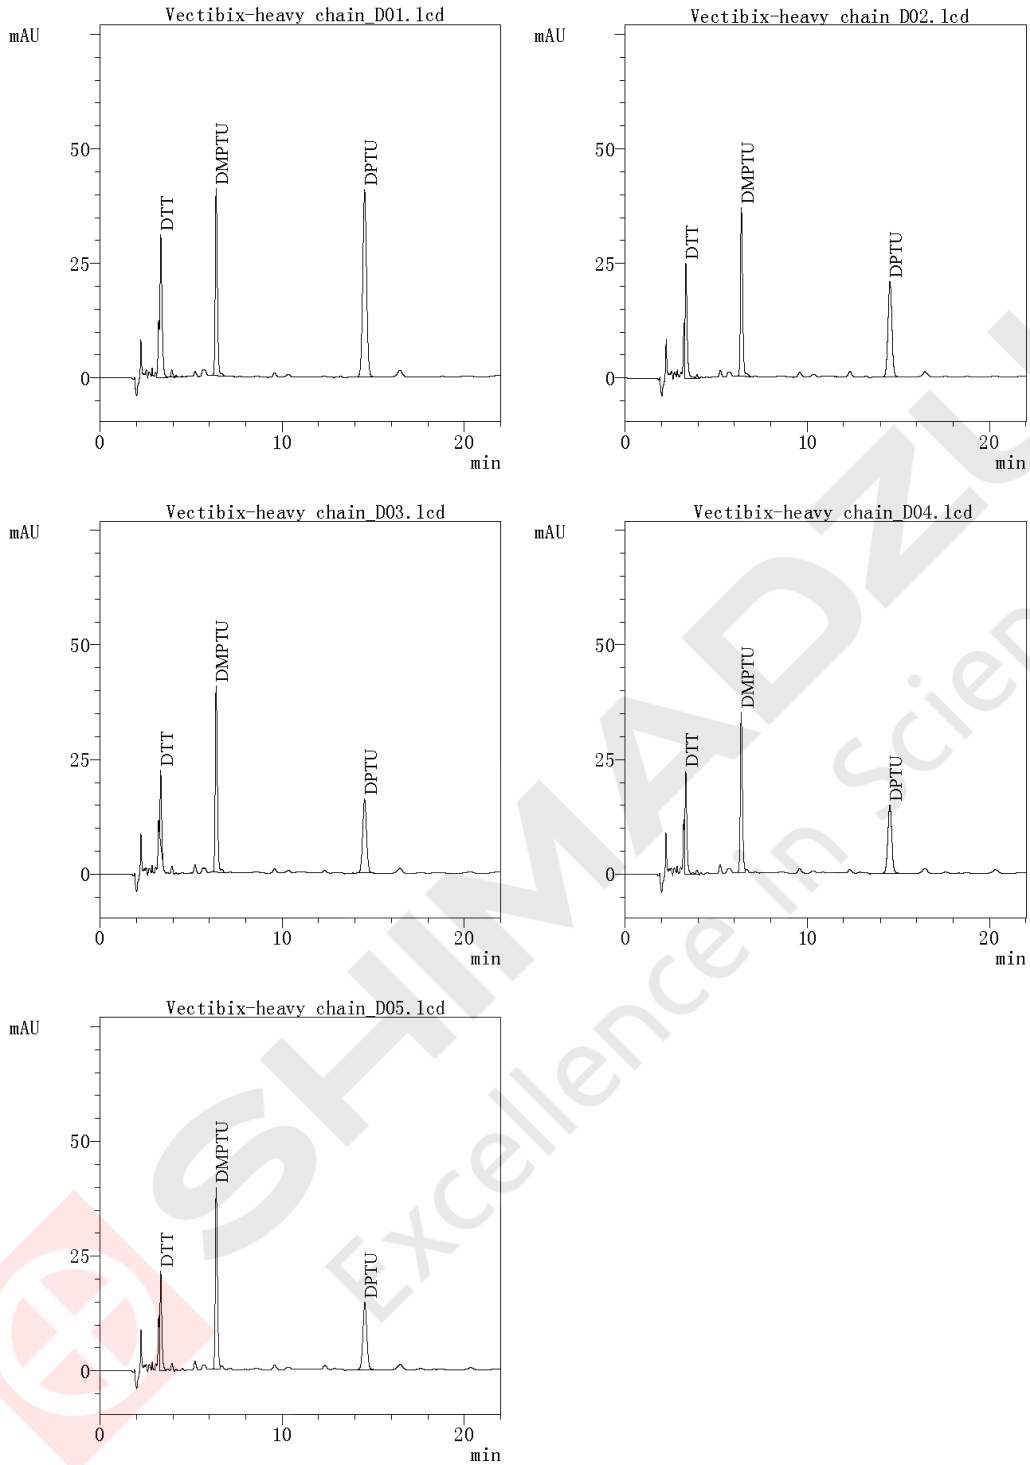 Vectibix-heavy chain_D01.lcd
mAU
50
25
0
DTT
DMPTU
DPTU
0 10 20
min
Vectibix-heavy chain D02.lcd
mAU
50
25
0
DTT
DMPTU
DPTU
0 10 20
min
Vectibix-heavy chain_D03.lcd
mAU
50
25
0
DTT
DMPTU
DPTU
0 10 20
min
Vectibix-heavy chain_D04.lcd
mAU
50
25
0
DTT
DMPTU
DPTU
0 10 20
min
Vectibix-heavy chain_D05.lcd
mAU
50
25
0
DTT
DMPTU
DPTU
0 10 20
min
SHIMADZU
Excellence in Scien